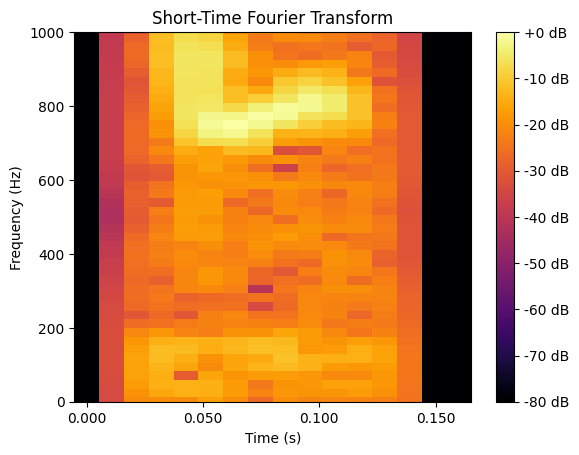 Short-Time Fourier Transform
1000
800
600
400
200
0
Frequency (Hz)
0.000
0.050
0.100
0.150
Time (s)
+0 dB
-10 dB
-20 dB
-30 dB
-40 dB
-50 dB
-60 dB
-70 dB
-80 dB